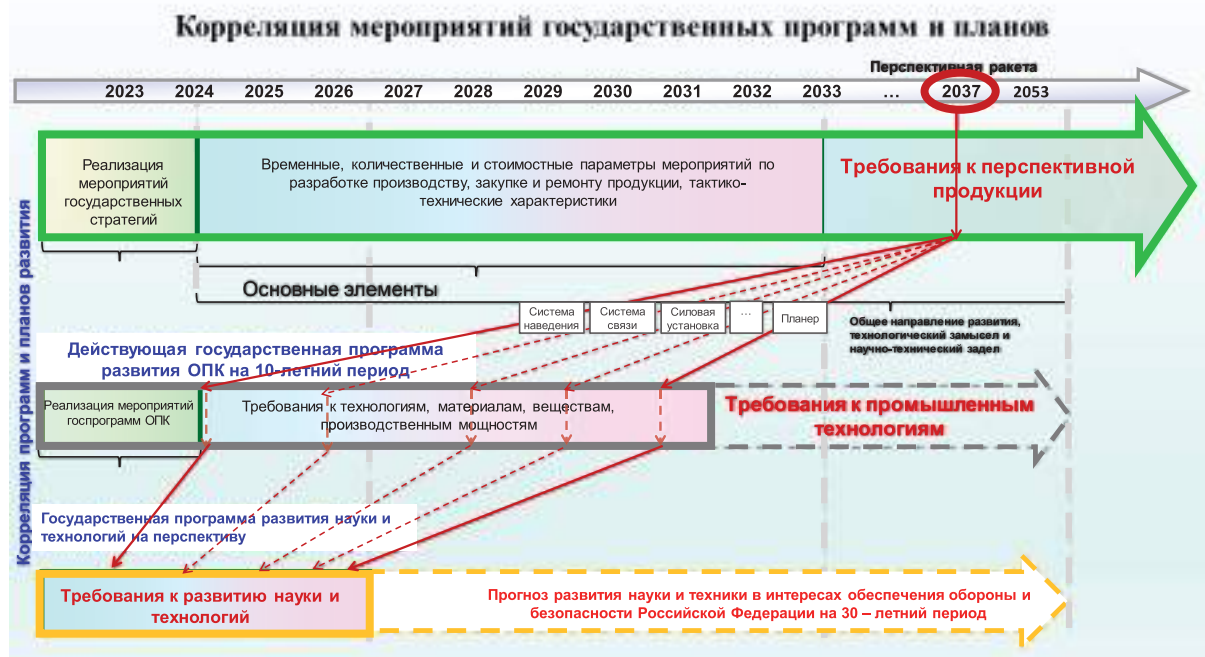 Корреляция мероприятий государственных программ и планов
Перспективная ракета
2023 2024 2025 2026 2027 2028 2029 2030 2031 2032 2033 … 2037 2053
Корреляция программ и планов развития
Реализация
мероприятий
государственных
стратегий
Временные, количественные и стоимостные параметры мероприятий по
разработке производству, закупке и ремонту продукции, тактико-
технические характеристики
Требования к перспективной
продукции
Основные элементы
Система
наведения
Система
связи
Силовая
установка
…
Планер
Общее направление развития,
технологический замысел и
научно-технический задел
Действующая государственная программа
развития ОПК на 10-летний период
Реализация мероприятий
госпрограмм ОПК
Требования к технологиям, материалам, веществам,
производственным мощностям
Требования к промышленным
технологиям
Государственная программа развития науки и
технологий на перспективу
Требования к развитию науки и
технологий
Прогноз развития науки и техники в интересах обеспечения обороны и
безопасности Российской Федерации на 30 – летний период